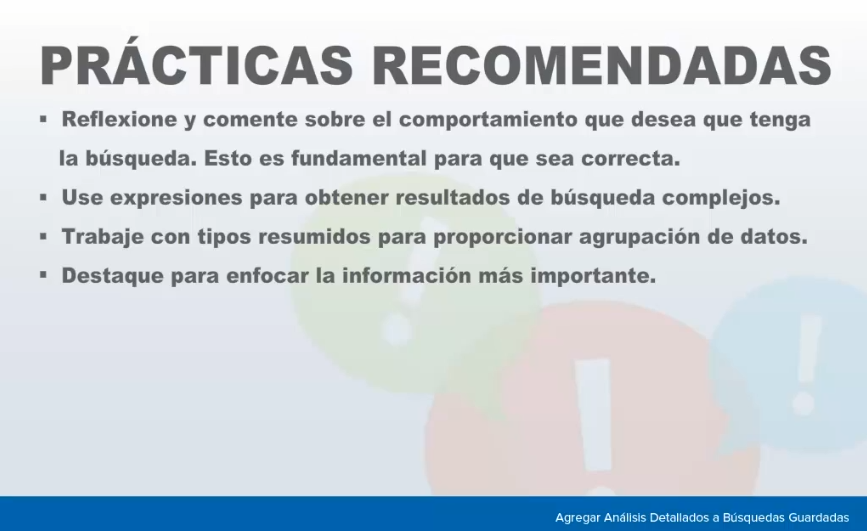 PRÁCTICAS RECOMENDADAS
▪ Reflexione y comente sobre el comportamiento que desea que tenga
la búsqueda. Esto es fundamental para que sea correcta.
▪ Use expresiones para obtener resultados de búsqueda complejos.
▪ Trabaje con tipos resumidos para proporcionar agrupación de datos.
▪ Destaque para enfocar la información más importante.
Agregar Análisis Detallados a Búsquedas Guardadas